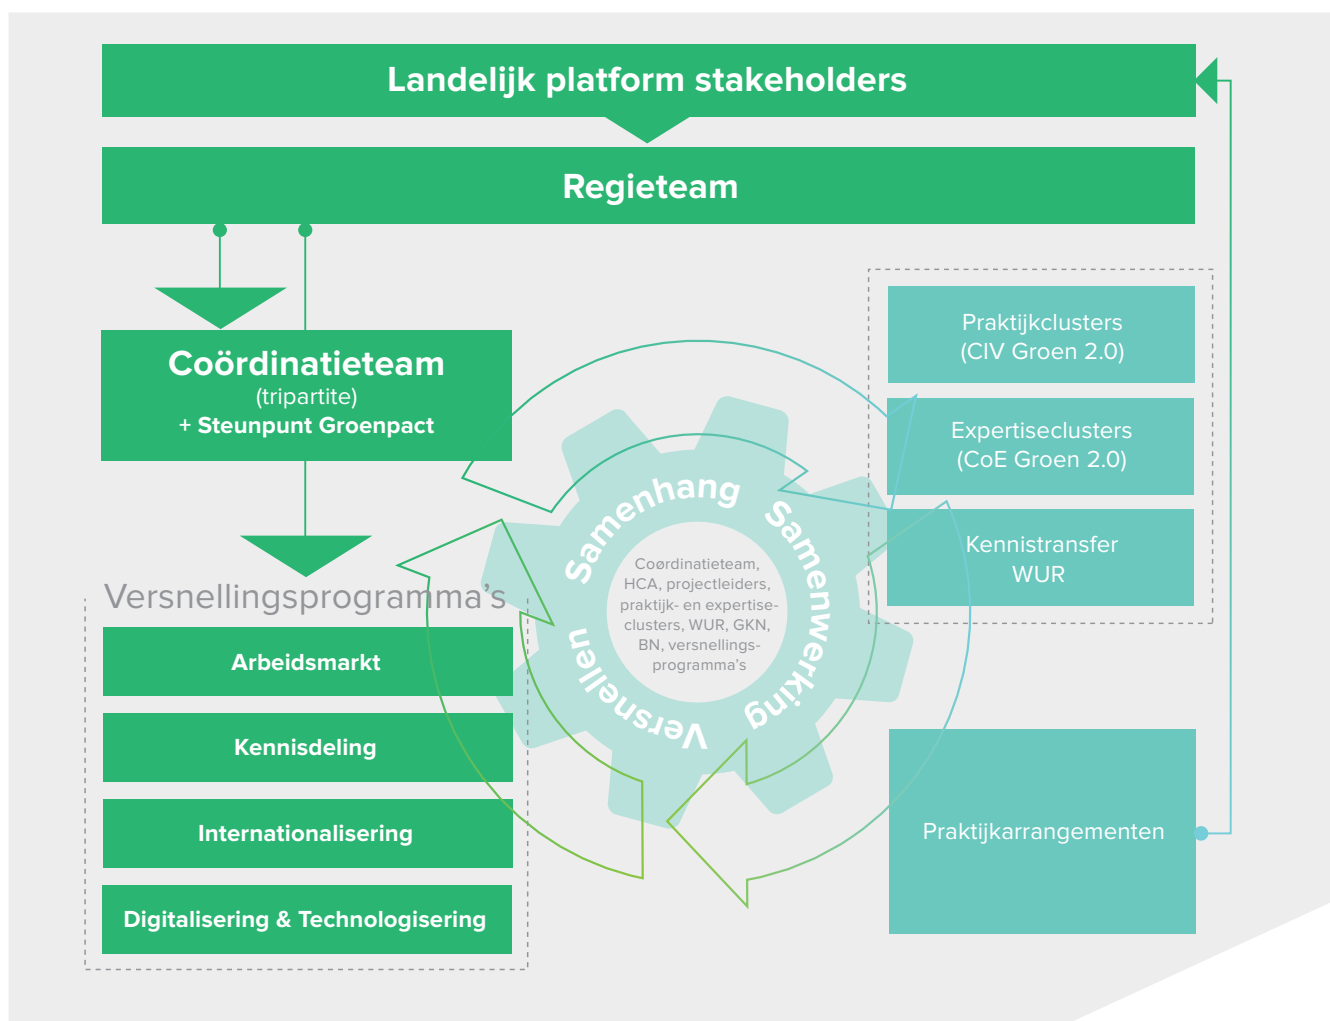 Landelijk platform stakeholders
Regieteam
Coördinatieteam
(tripartite)
+ Steunpunt Groenpact
Versnellingsprogramma's
Arbeidsmarkt
Kennisdeling
Internationalisering
Digitalisering & Technologisering
Samenhang
Samenwerking
Versnellen
Coørdinatieteam,
HCA, projectleiders,
praktijk- en expertise-
clusters, WUR, GKN,
BN, versnellings-
programma's
Praktijkclusters
(CIV Groen 2.0)
Expertiseclusters
(CoE Groen 2.0)
Kennistransfer
WUR
Praktijkarrangementen